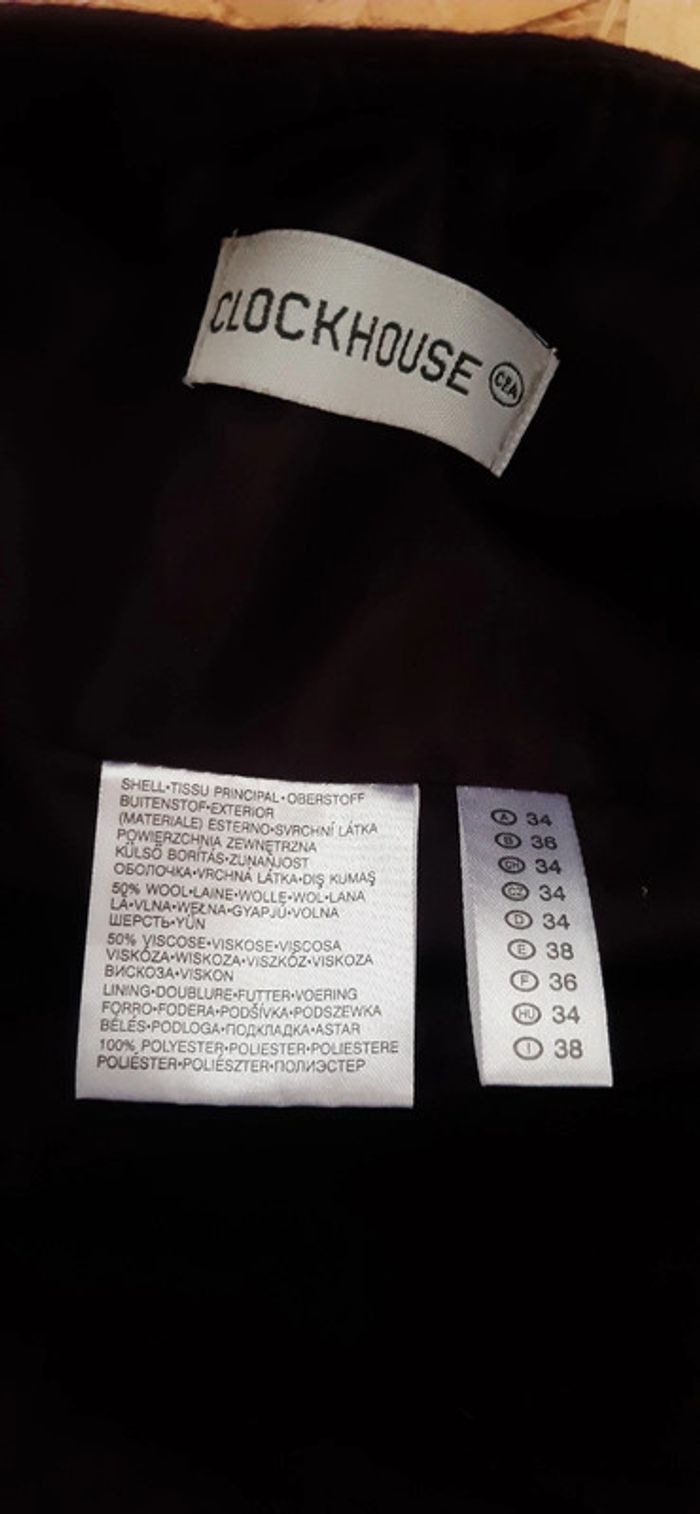 CLOCKHOUSE C&A
SHELL•TISSU PRINCIPAL•OBERSTOFF
BUITENSTOF•EXTERIOR
(MATERIALE) ESTERNO•SVRCHNÍ LÁTKA
POWIERZCHNIA ZEWNĘTRZNA
KÜLSŐ BORÍTÁS•ZUNANJOST
ОБОЛОЧКА•VRCHNÁ LÁTKA•DIŞ KUMAŞ
50% WOOL•LAINE•WOLLE•WOL•LANA
LÃ•VLNA•WEŁNA•GYAPJÚ•VOLNA
ШЕРСТЬ•YÜN
50% VISCOSE•VISKOSE•VISCOSA
VISKÓZA•WISKOZA•VISZKÓZ•VISKOZA
ВИСКОЗА•VISKON
LINING•DOUBLURE•FUTTER•VOERING
FORRO•FODERA•PODŠÍVKA•PODSZEWKA
BÉLÉS•PODLOGA•ПОДКЛАДКА•ASTAR
100% POLYESTER•POLIESTER•POLIESTERE
POLIÉSTER•POLIÉSZTER•ПОЛИЭСТЕР
A 34
B 36
CH 34
CZ 34
D 34
E 38
F 36
HU 34
I 38